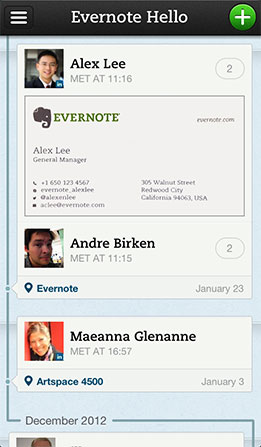 Evernote Hello
Alex Lee
MET AT 11:16
2
EVERNOTE
evernote.com
Alex Lee
General Manager
+1 650 123 4567
evernote_alexlee
@alexenlee
aclee@evernote.com
305 Walnut Street
Redwood City
California 94063, USA
Andre Birken
MET AT 11:15
2
Evernote
January 23
Maeanna Glenanne
MET AT 16:57
Artspace 4500
January 3
December 2012